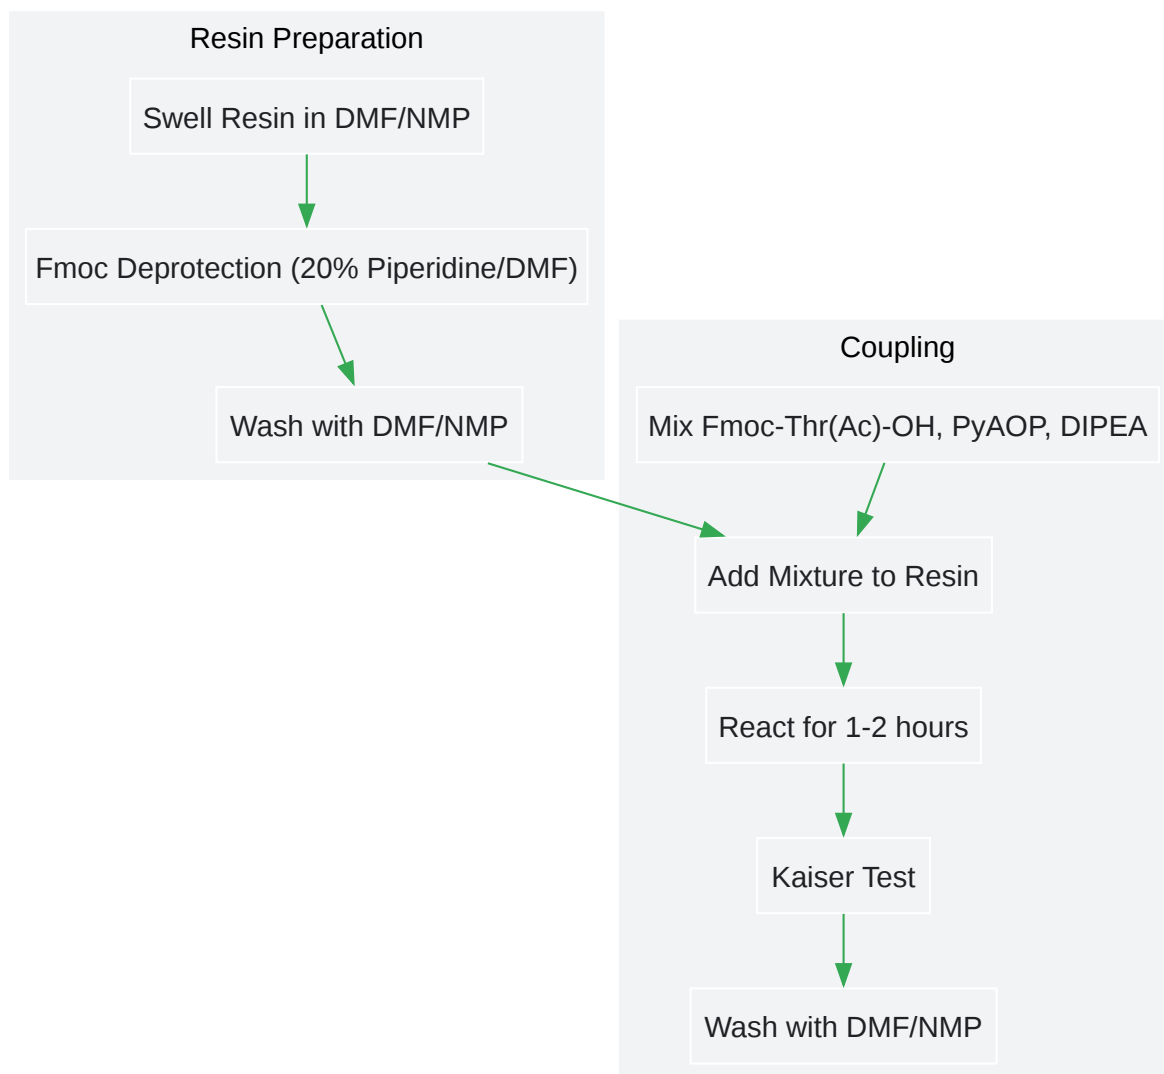 Resin Preparation
Swell Resin in DMF/NMP
Fmoc Deprotection (20% Piperidine/DMF)
Wash with DMF/NMP
Coupling
Mix Fmoc-Thr(Ac)-OH, PyAOP, DIPEA
Add Mixture to Resin
React for 1-2 hours
Kaiser Test
Wash with DMF/NMP